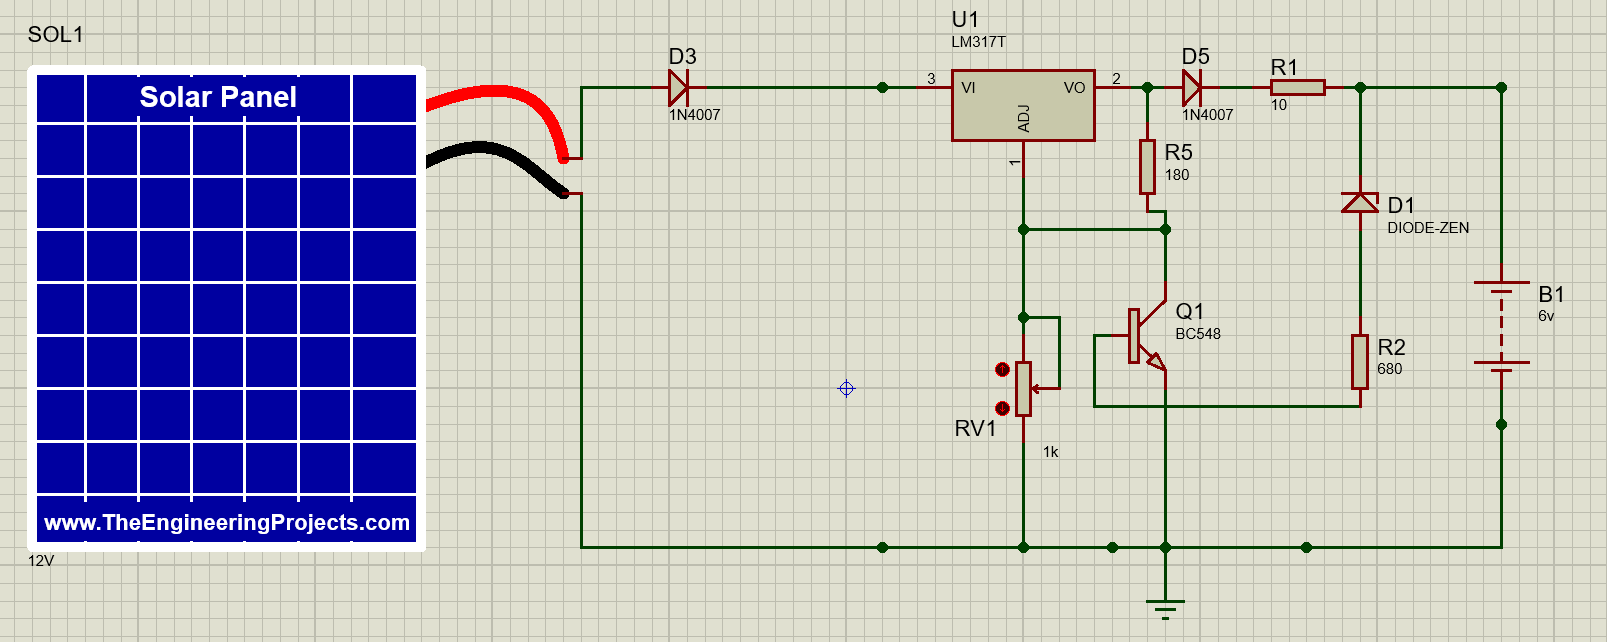 SOL1
Solar Panel
www.TheEngineeringProjects.com
12V
D3
1N4007
U1
LM317T
3
VI
VO
2
ADJ
1
D5
1N4007
R1
10
R5
180
D1
DIODE-ZEN
Q1
BC548
R2
680
B1
6v
RV1
1k